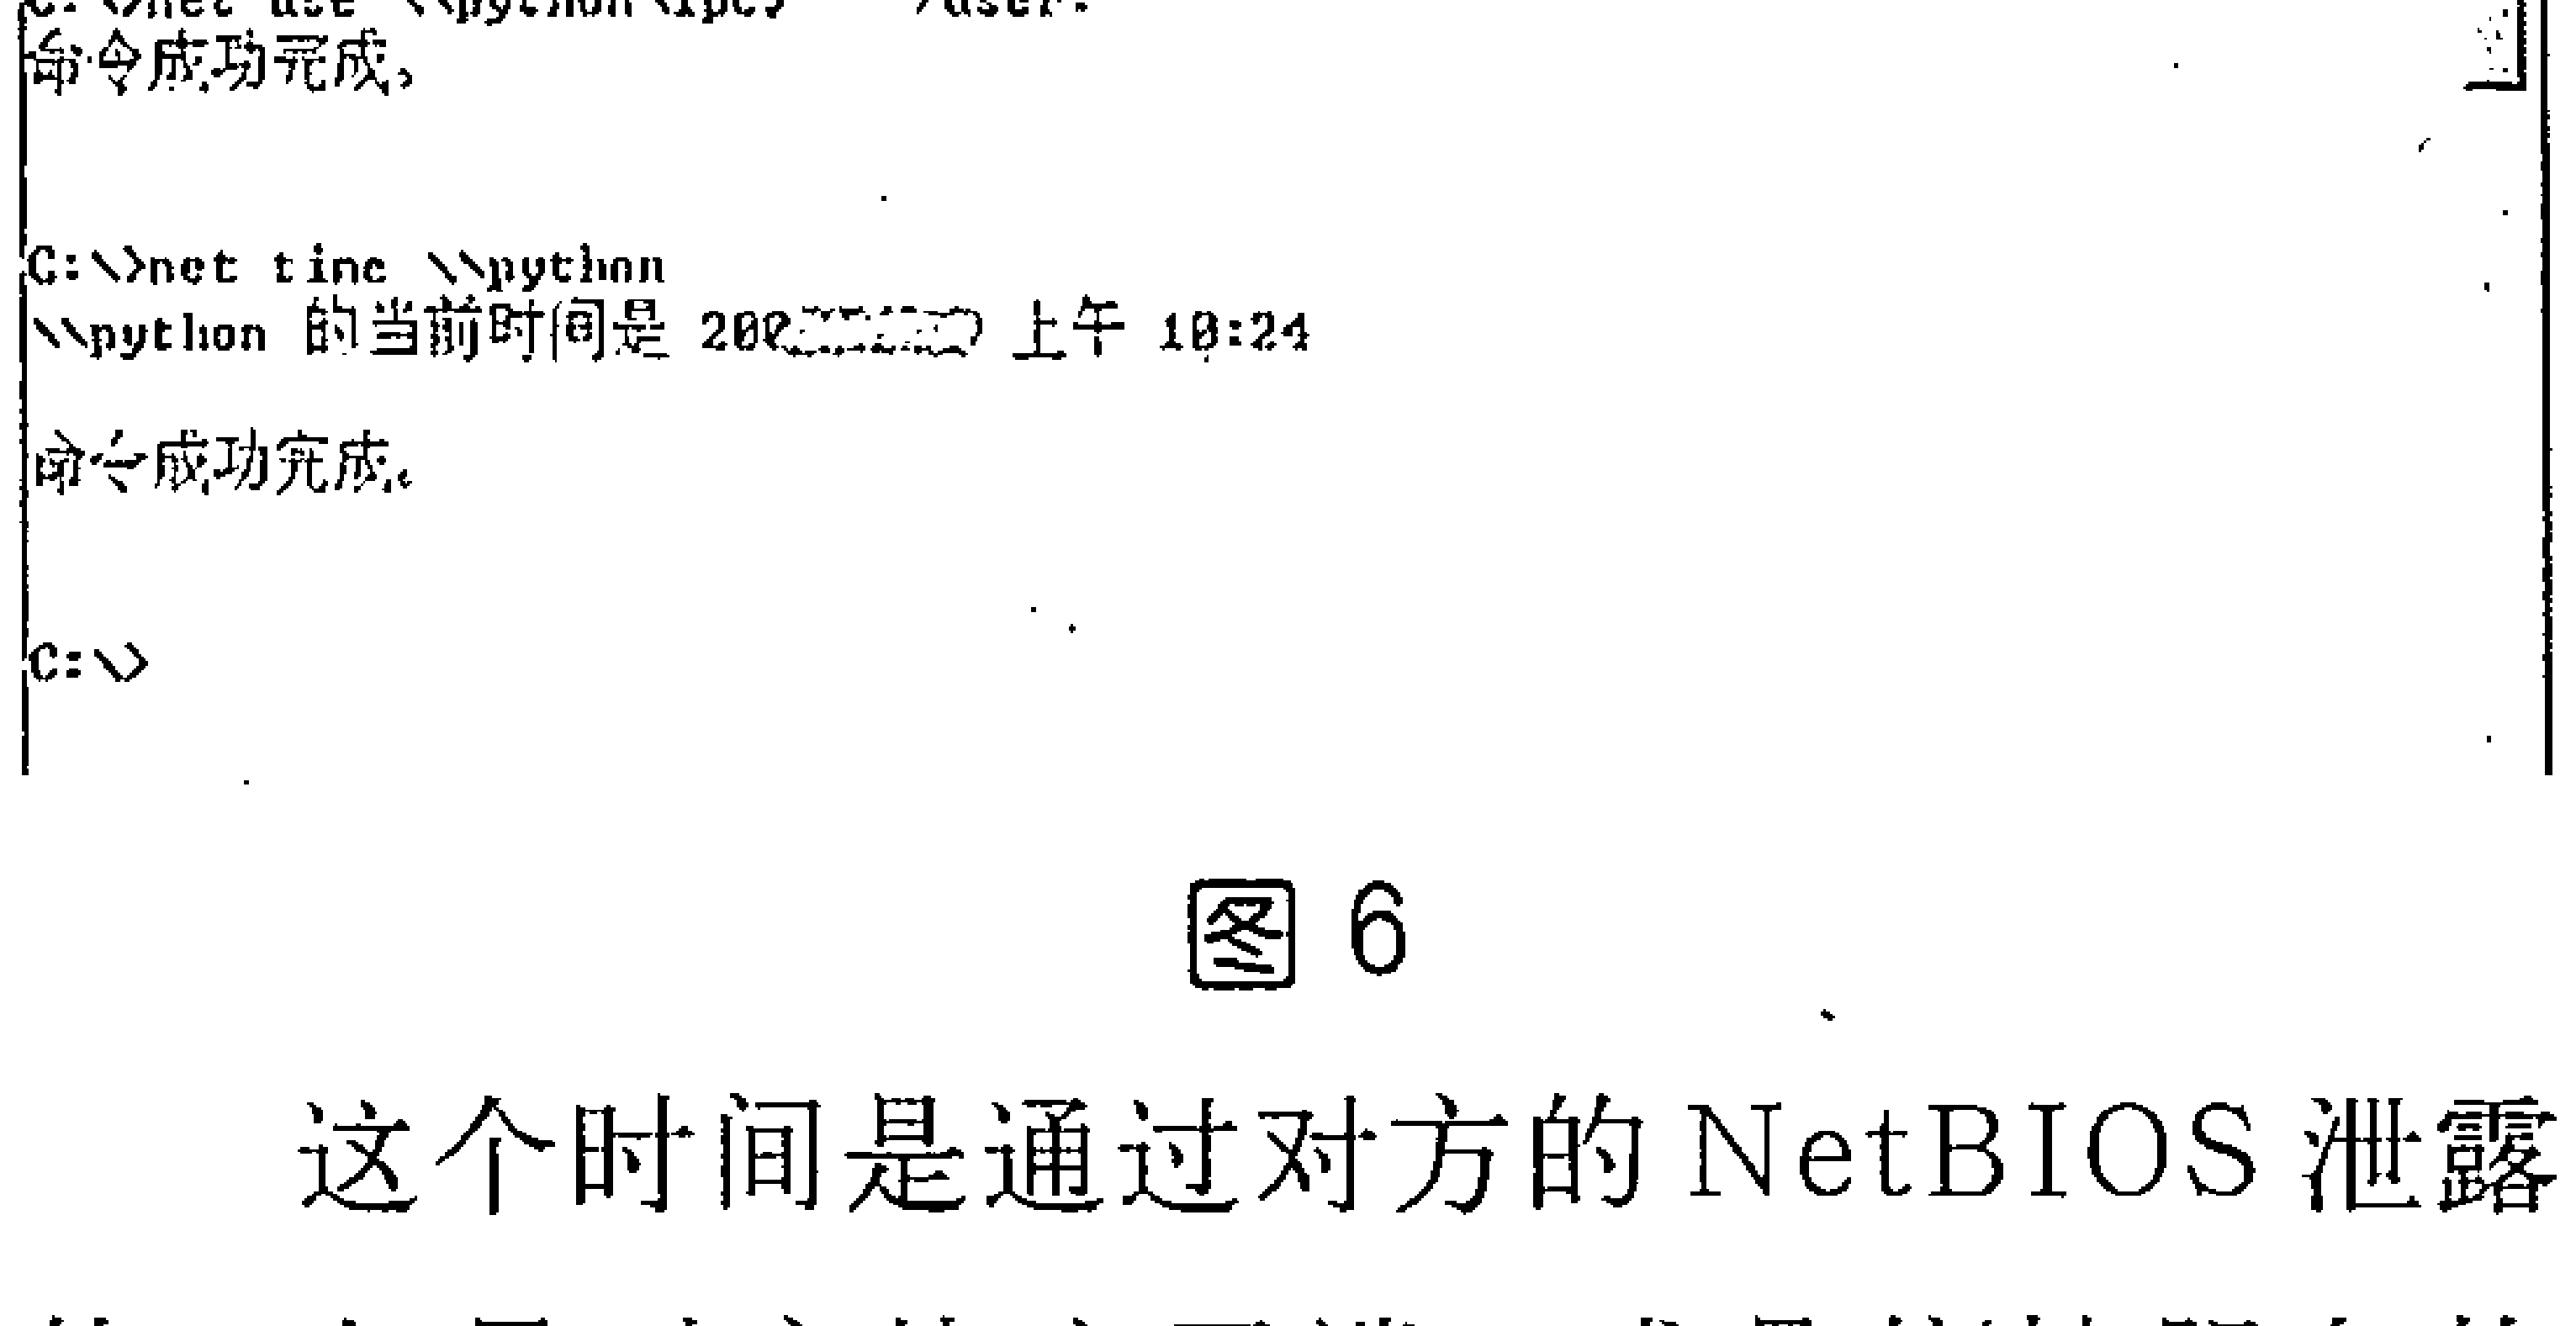 命令成功完成。
C:\>net time \\python
\\python 的当前时间是 200 上午 10:24
命令成功完成。
C:\>
图 6
这个时间是通过对方的 NetBIOS 泄露